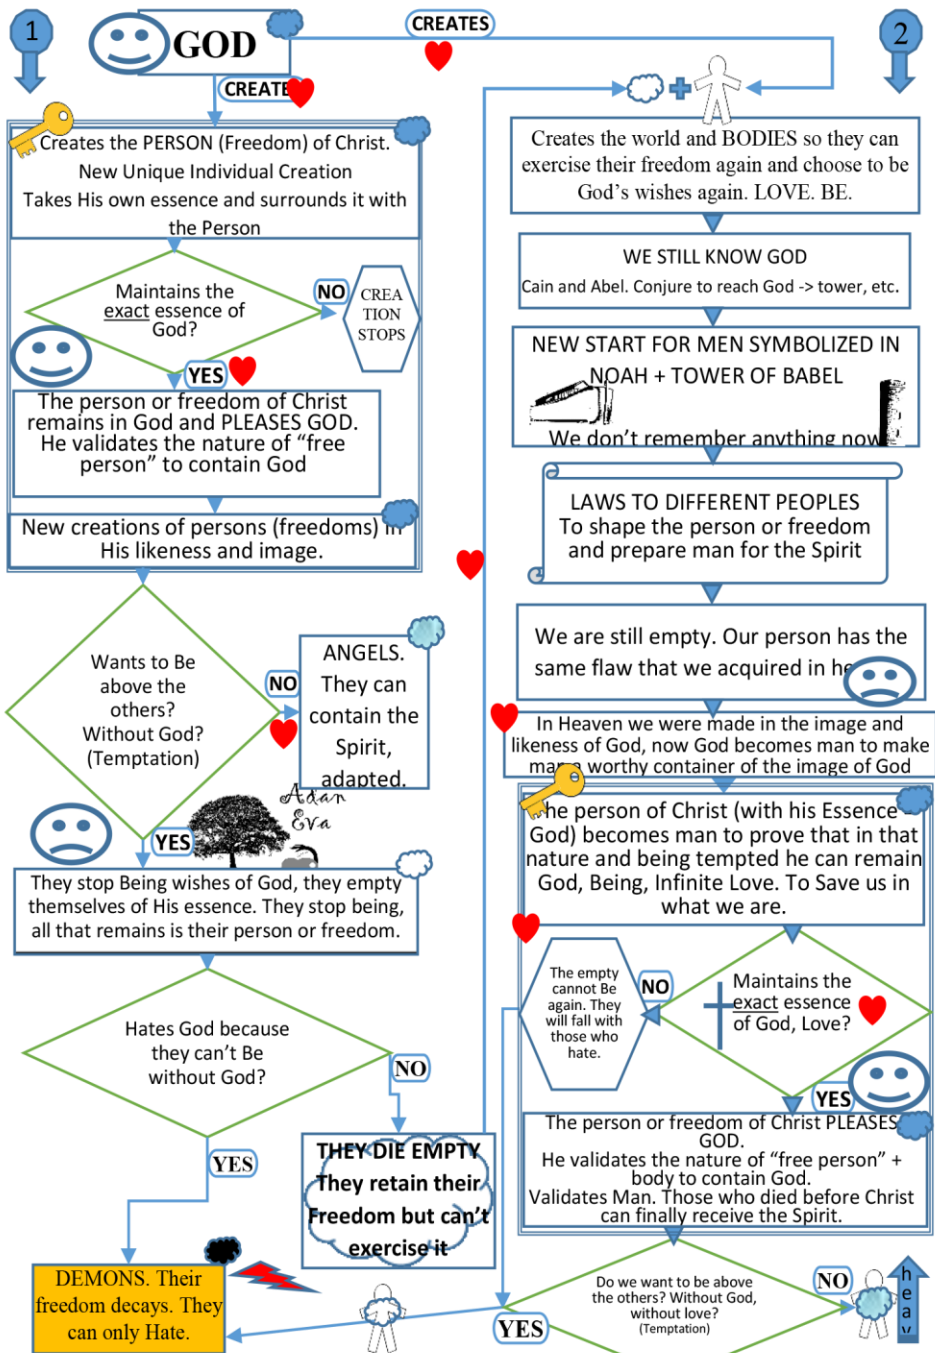 1
GOD
CREATES
CREATE
2
Creates the PERSON (Freedom) of Christ.
New Unique Individual Creation
Takes His own essence and surrounds it with
the Person
Maintains the
exact essence of
God?
NO
CREA
TION
STOPS
YES
The person or freedom of Christ
remains in God and PLEASES GOD.
He validates the nature of “free
person” to contain God
New creations of persons (freedoms) in
His likeness and image.
Wants to Be
above the
others?
Without God?
(Temptation)
NO
ANGELS.
They can
contain the
Spirit,
adapted.
YES
Adan
Eva
They stop Being wishes of God, they empty
themselves of His essence. They stop being,
all that remains is their person or freedom.
Hates God because
they can’t Be
without God?
NO
YES
THEY DIE EMPTY
They retain their
Freedom but can’t
exercise it
DEMONS. Their
freedom decays. They
can only Hate.
Creates the world and BODIES so they can
exercise their freedom again and choose to be
God’s wishes again. LOVE. BE.
WE STILL KNOW GOD
Cain and Abel. Conjure to reach God -> tower, etc.
NEW START FOR MEN SYMBOLIZED IN
NOAH + TOWER OF BABEL
We don’t remember anything now
LAWS TO DIFFERENT PEOPLES
To shape the person or freedom
and prepare man for the Spirit
We are still empty. Our person has the
same flaw that we acquired in he
In Heaven we were made in the image and
likeness of God, now God becomes man to make
man a worthy container of the image of God
The person of Christ (with his Essence -
God) becomes man to prove that in that
nature and being tempted he can remain
God, Being, Infinite Love. To Save us in
what we are.
Maintains the
exact essence
of God, Love?
NO
The empty
cannot Be
again. They
will fall with
those who
hate.
YES
The person or freedom of Christ PLEASES
GOD.
He validates the nature of “free person” +
body to contain God.
Validates Man. Those who died before Christ
can finally receive the Spirit.
Do we want to be above
the others? Without God,
without love?
(Temptation)
NO
YES
heav